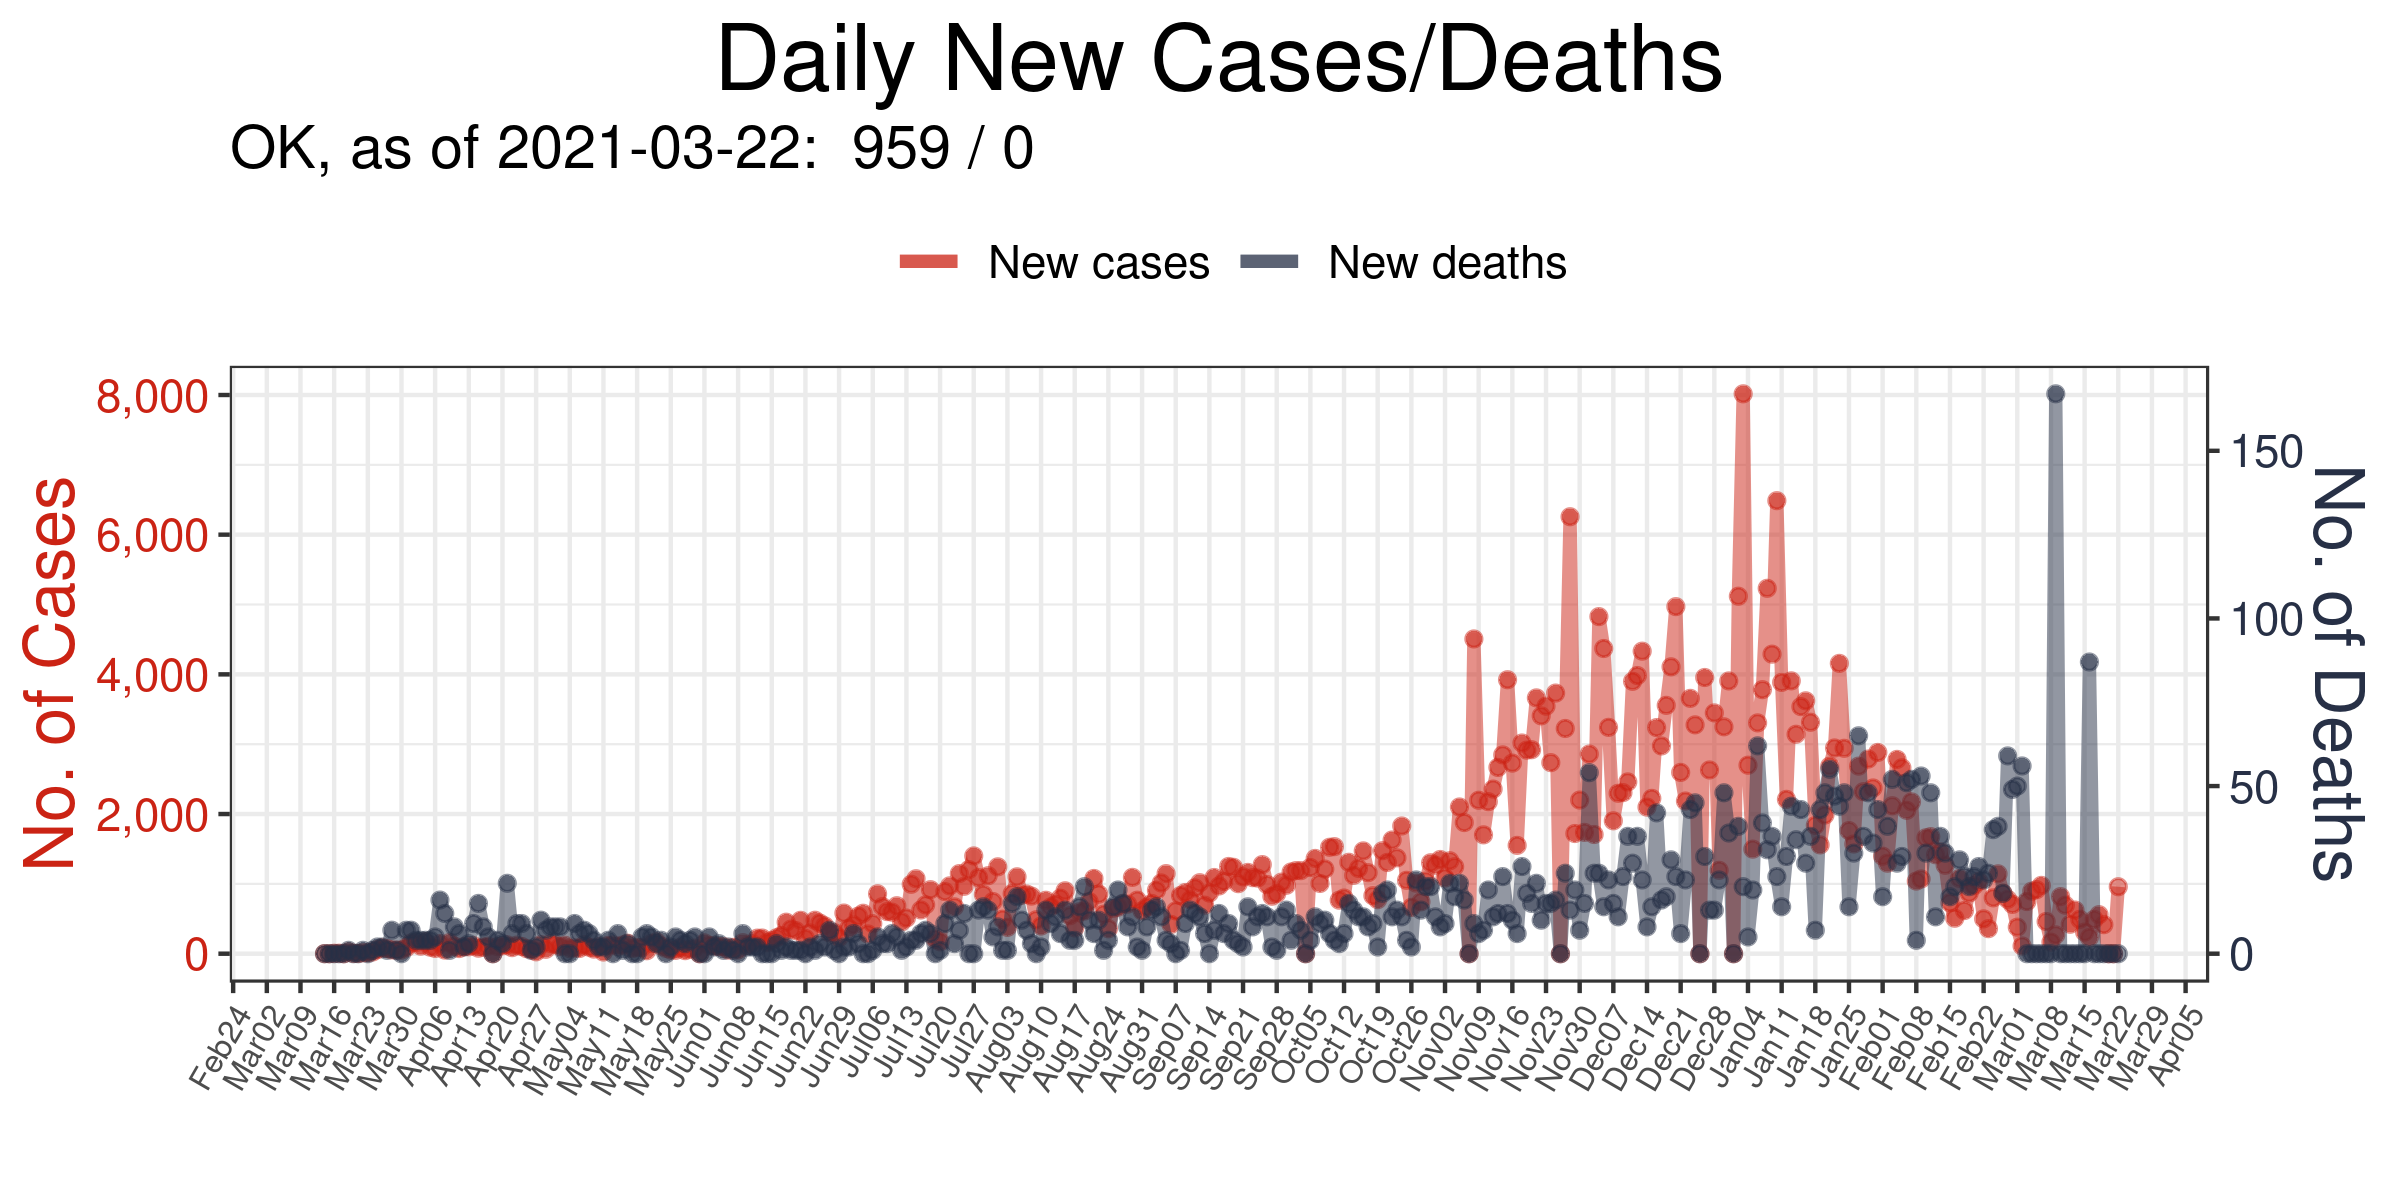 Daily New Cases/Deaths
OK, as of 2021-03-22: 959 / 0
New cases
New deaths
No. of Cases
8,000
6,000
4,000
2,000
0
150
100
50
0
No. of Deaths
Feb24
Mar02
Mar09
Mar16
Mar23
Mar30
Apr06
Apr13
Apr20
Apr27
May04
May11
May18
May25
Jun01
Jun08
Jun15
Jun22
Jun29
Jul06
Jul13
Jul20
Jul27
Aug03
Aug10
Aug17
Aug24
Aug31
Sep07
Sep14
Sep21
Sep28
Oct05
Oct12
Oct19
Oct26
Nov02
Nov09
Nov16
Nov23
Nov30
Dec07
Dec14
Dec21
Dec28
Jan04
Jan11
Jan18
Jan25
Feb01
Feb08
Feb15
Feb22
Mar01
Mar08
Mar15
Mar22
Mar29
Apr05